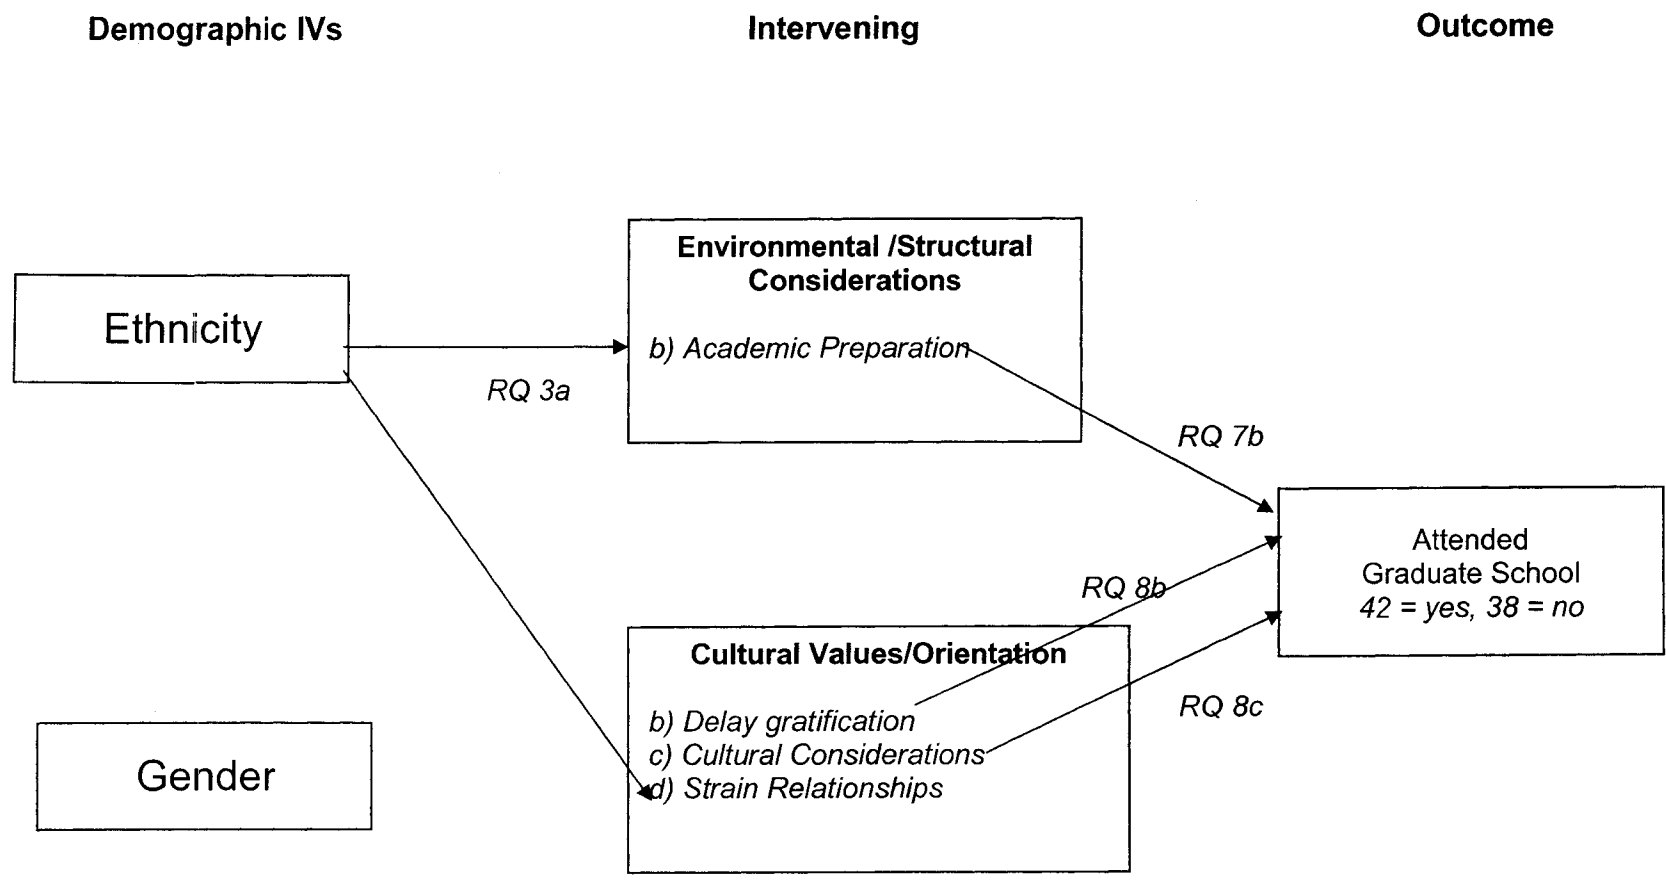 Demographic IVs
Intervening
Outcome
Environmental /Structural
Considerations
b) Academic Preparation
Ethnicity
RQ 3a
RQ 7b
Attended
Graduate School
42 = yes, 38 = no
RQ 8b
Cultural Values/Orientation
b) Delay gratification
c) Cultural Considerations
d) Strain Relationships
RQ 8c
Gender